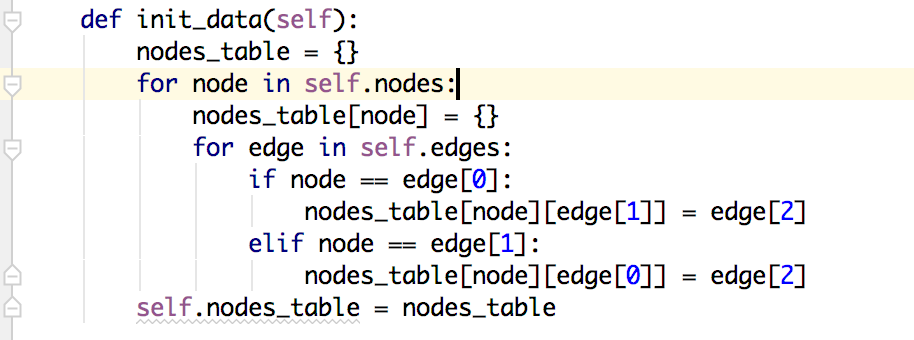 def init_data(self):
    nodes_table = {}
    for node in self.nodes:
        nodes_table[node] = {}
        for edge in self.edges:
            if node == edge[0]:
                nodes_table[node][edge[1]] = edge[2]
            elif node == edge[1]:
                nodes_table[node][edge[0]] = edge[2]
    self.nodes_table = nodes_table